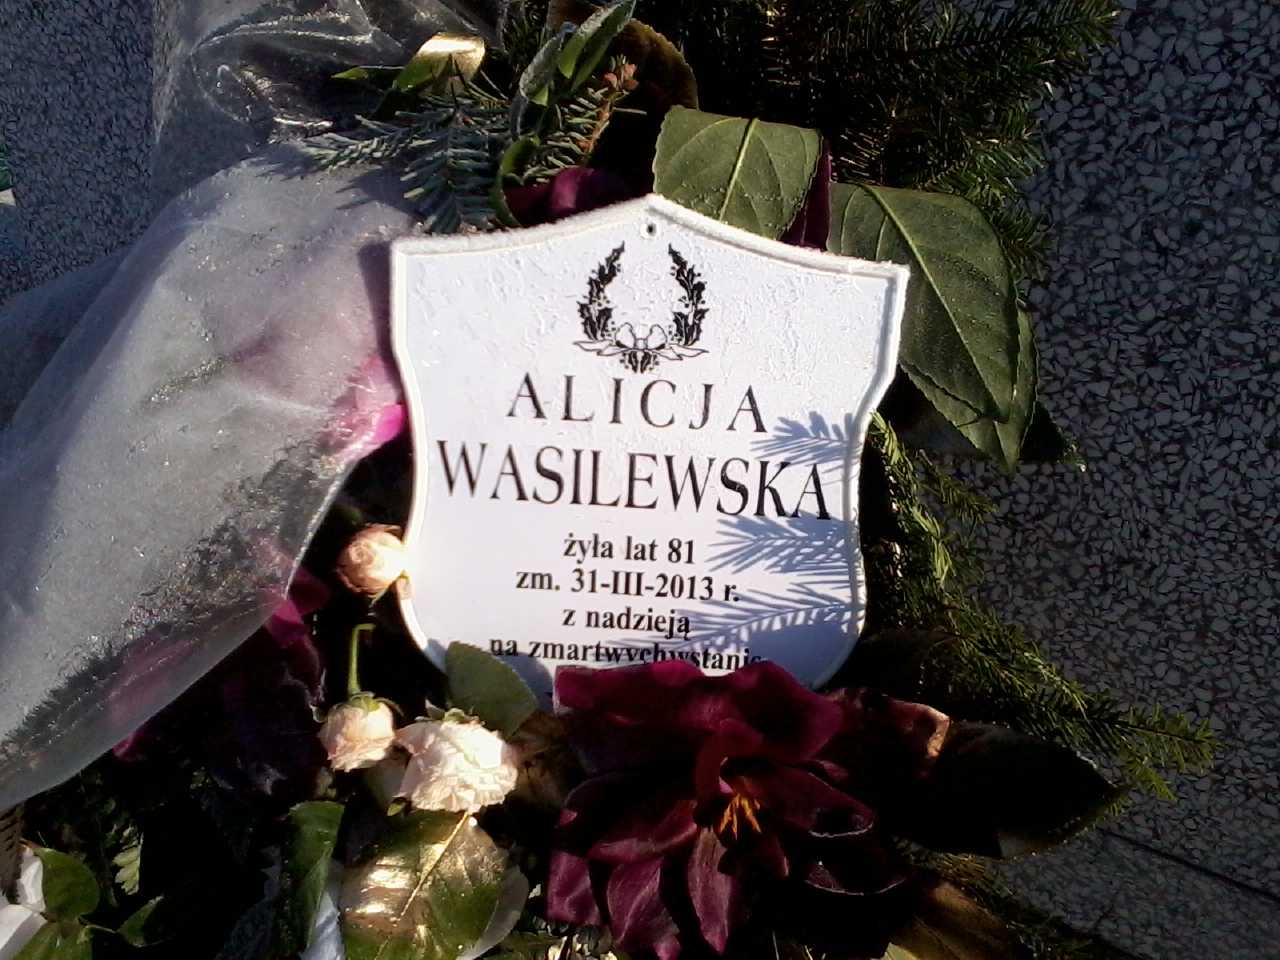 ALICJA
WASILEWSKA
żyła lat 81
zm. 31-III-2013 r.
z nadzieją
na zmartwychwstanie